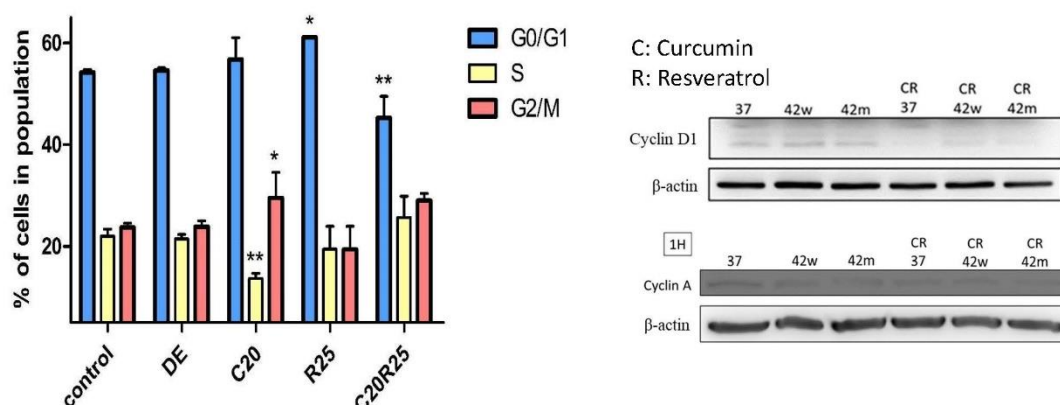 % of cells in population
60
40
20
*
**
*
*
**
control
DE
C20
R25
C20R25
G0/G1
S
G2/M
C: Curcumin
R: Resveratrol
37 42w 42m CR 37 CR 42w CR 42m
Cyclin D1
β-actin
1H
37 42w 42m CR 37 CR 42w CR 42m
Cyclin A
β-actin